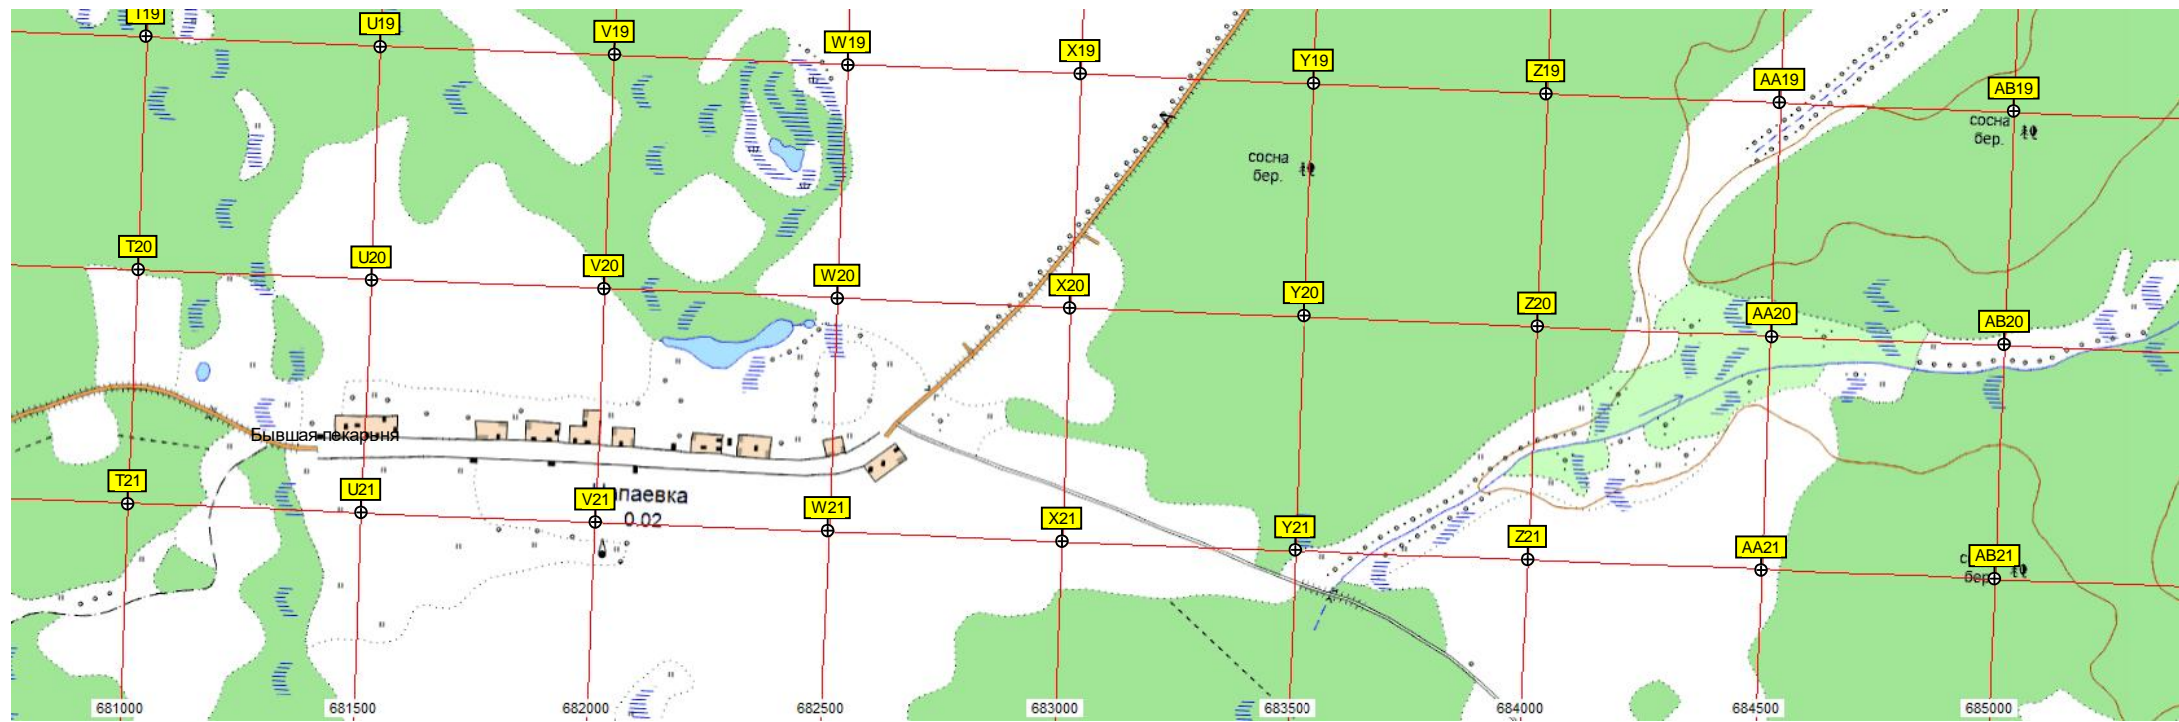 T19
U19
V19
W19
X19
Y19
Z19
AA19
AB19
сосна
бер.
сосна
бер.
T20
U20
V20
W20
X20
Y20
Z20
AA20
AB20
Бывшая пекарьня
T21
U21
V21
паевка
0.02
W21
X21
Y21
Z21
AA21
AB21
бер.
681000
681500
682000
682500
683000
683500
684000
684500
685000